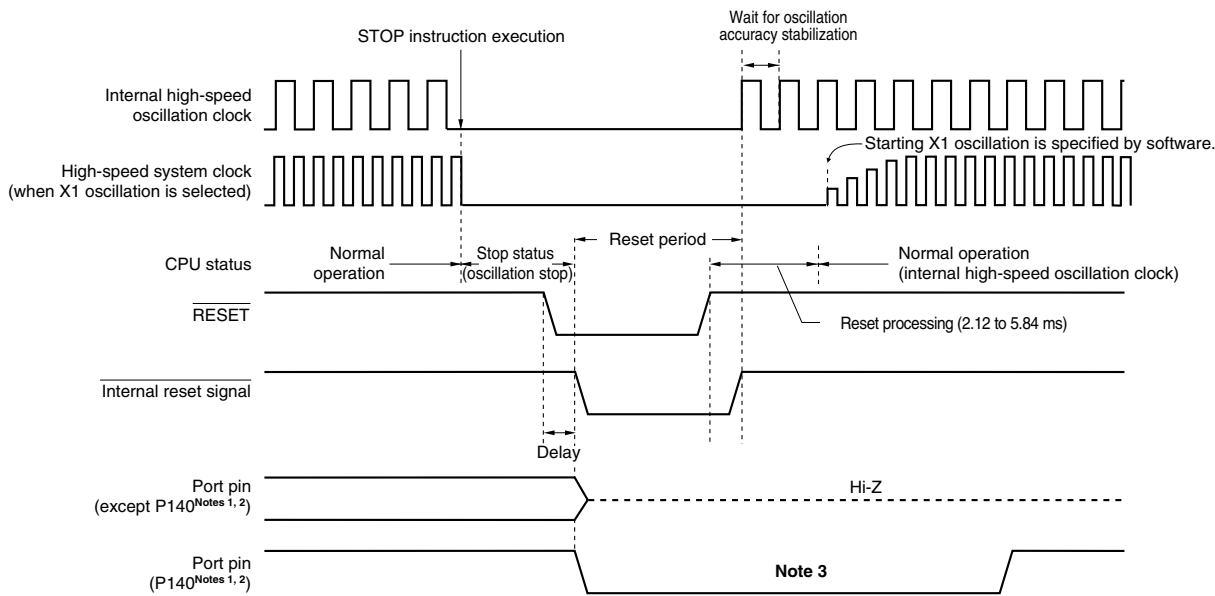 Wait for oscillation
accuracy stabilization
STOP instruction execution
Internal high-speed
oscillation clock
Starting X1 oscillation is specified by software.
High-speed system clock
(when X1 oscillation is selected)
Reset period
CPU status
Normal
operation
Stop status
(oscillation stop)
Normal operation
(internal high-speed oscillation clock)
RESET
Reset processing (2.12 to 5.84 ms)
Internal reset signal
Delay
Port pin
(except P140Notes 1, 2)
Hi-Z
Port pin
(P140Notes 1, 2)
Note 3